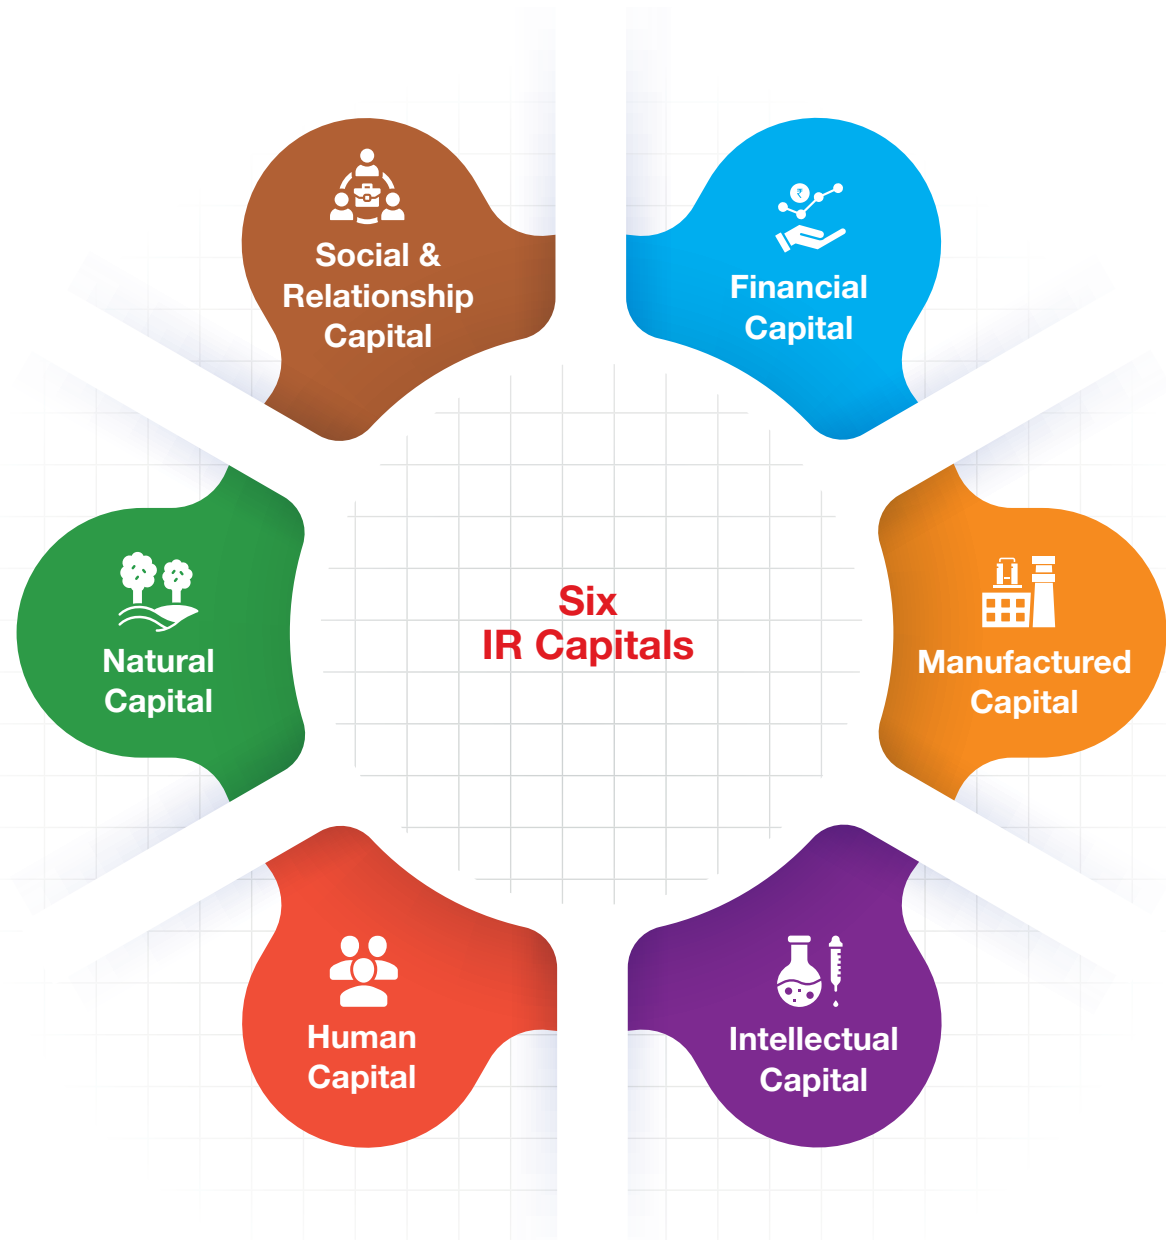 Social &
Relationship
Capital
₹
Financial
Capital
Six
IR Capitals
Natural
Capital
Manufactured
Capital
Human
Capital
Intellectual
Capital